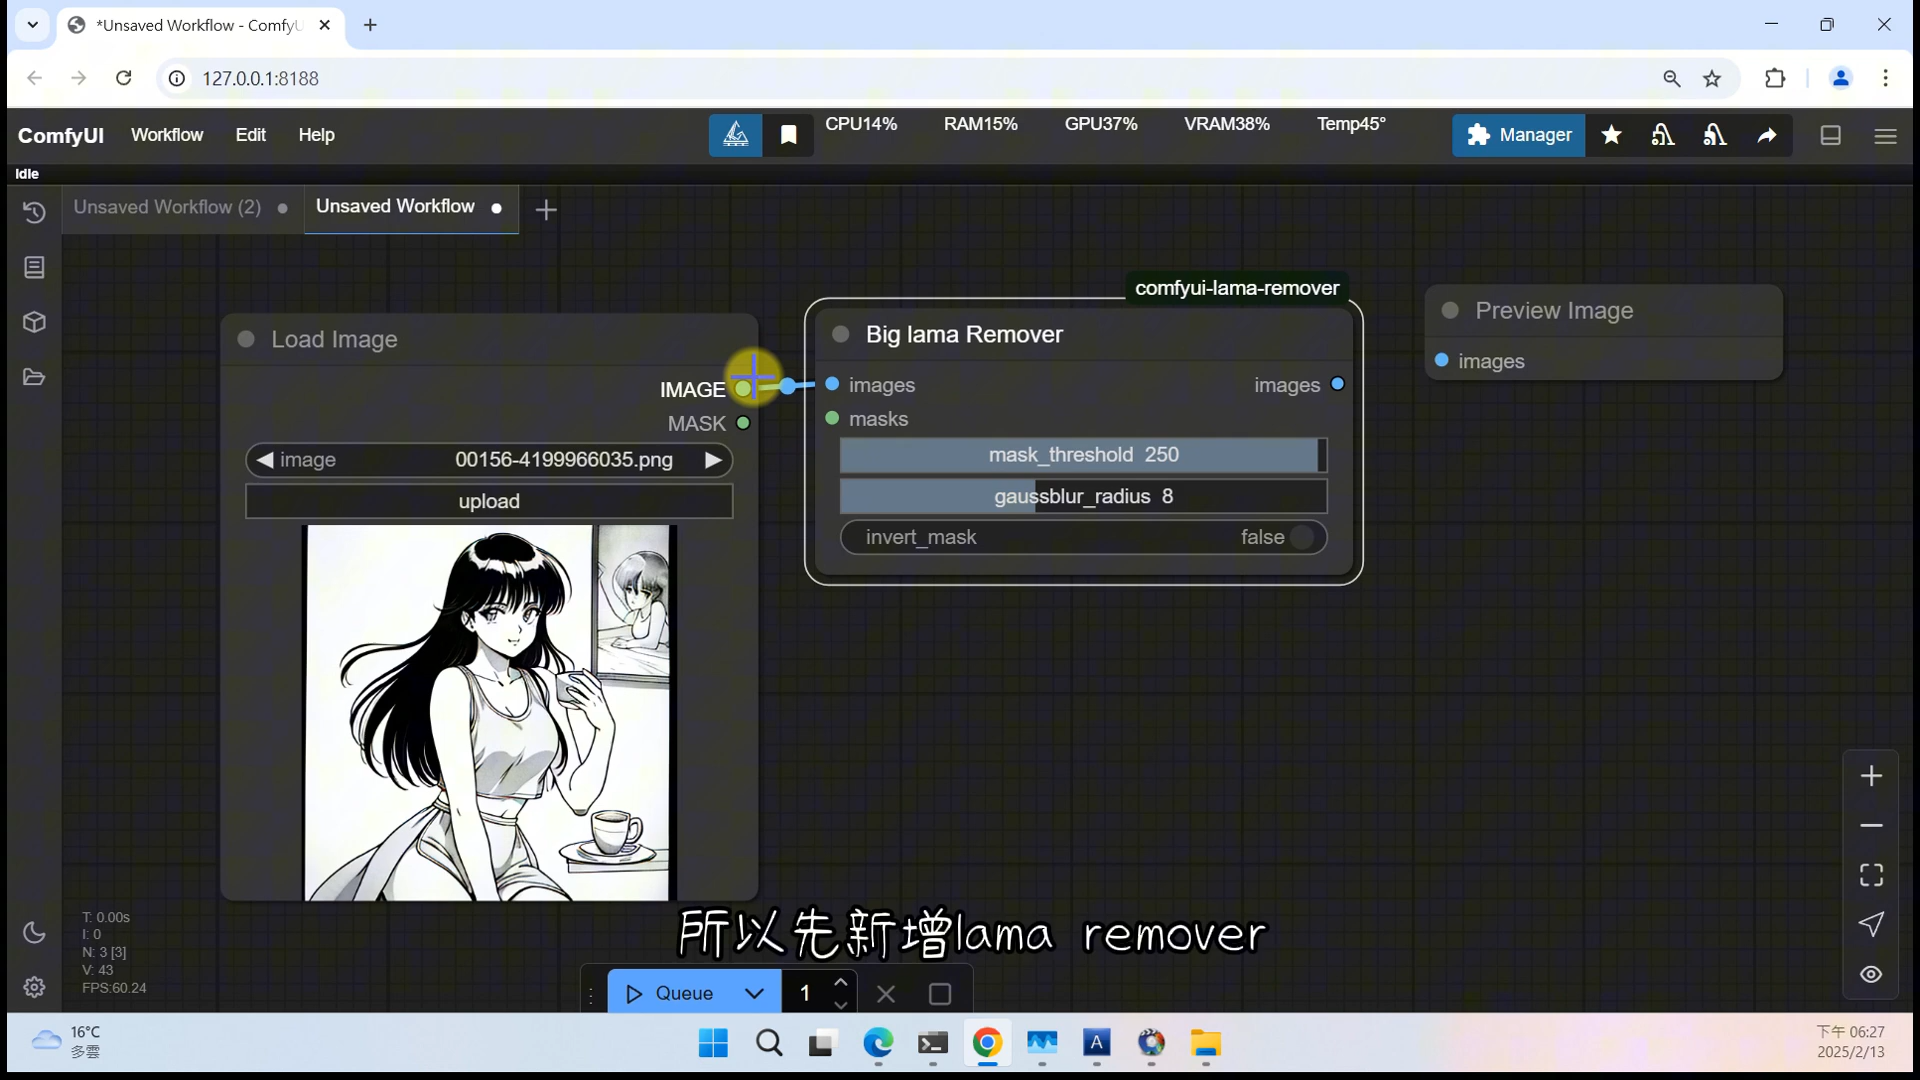 *Unsaved Workflow - ComfyU
127.0.0.1:8188
ComfyUI Workflow Edit Help
CPU14% RAM15% GPU37% VRAM38% Temp45°
Manager
Idle
Unsaved Workflow (2)
Unsaved Workflow
comfyui-lama-remover
Load Image
IMAGE
MASK
image 00156-4199966035.png
upload
Big lama Remover
images images
masks
mask_threshold 250
gaussblur_radius 8
invert_mask false
Preview Image
images
T: 0.00s
I: 0
N: 3 [3]
V: 43
FPS:60.24
所以先新增lama remover
Queue 1
16°C
多雲
下午 06:27
2025/2/13